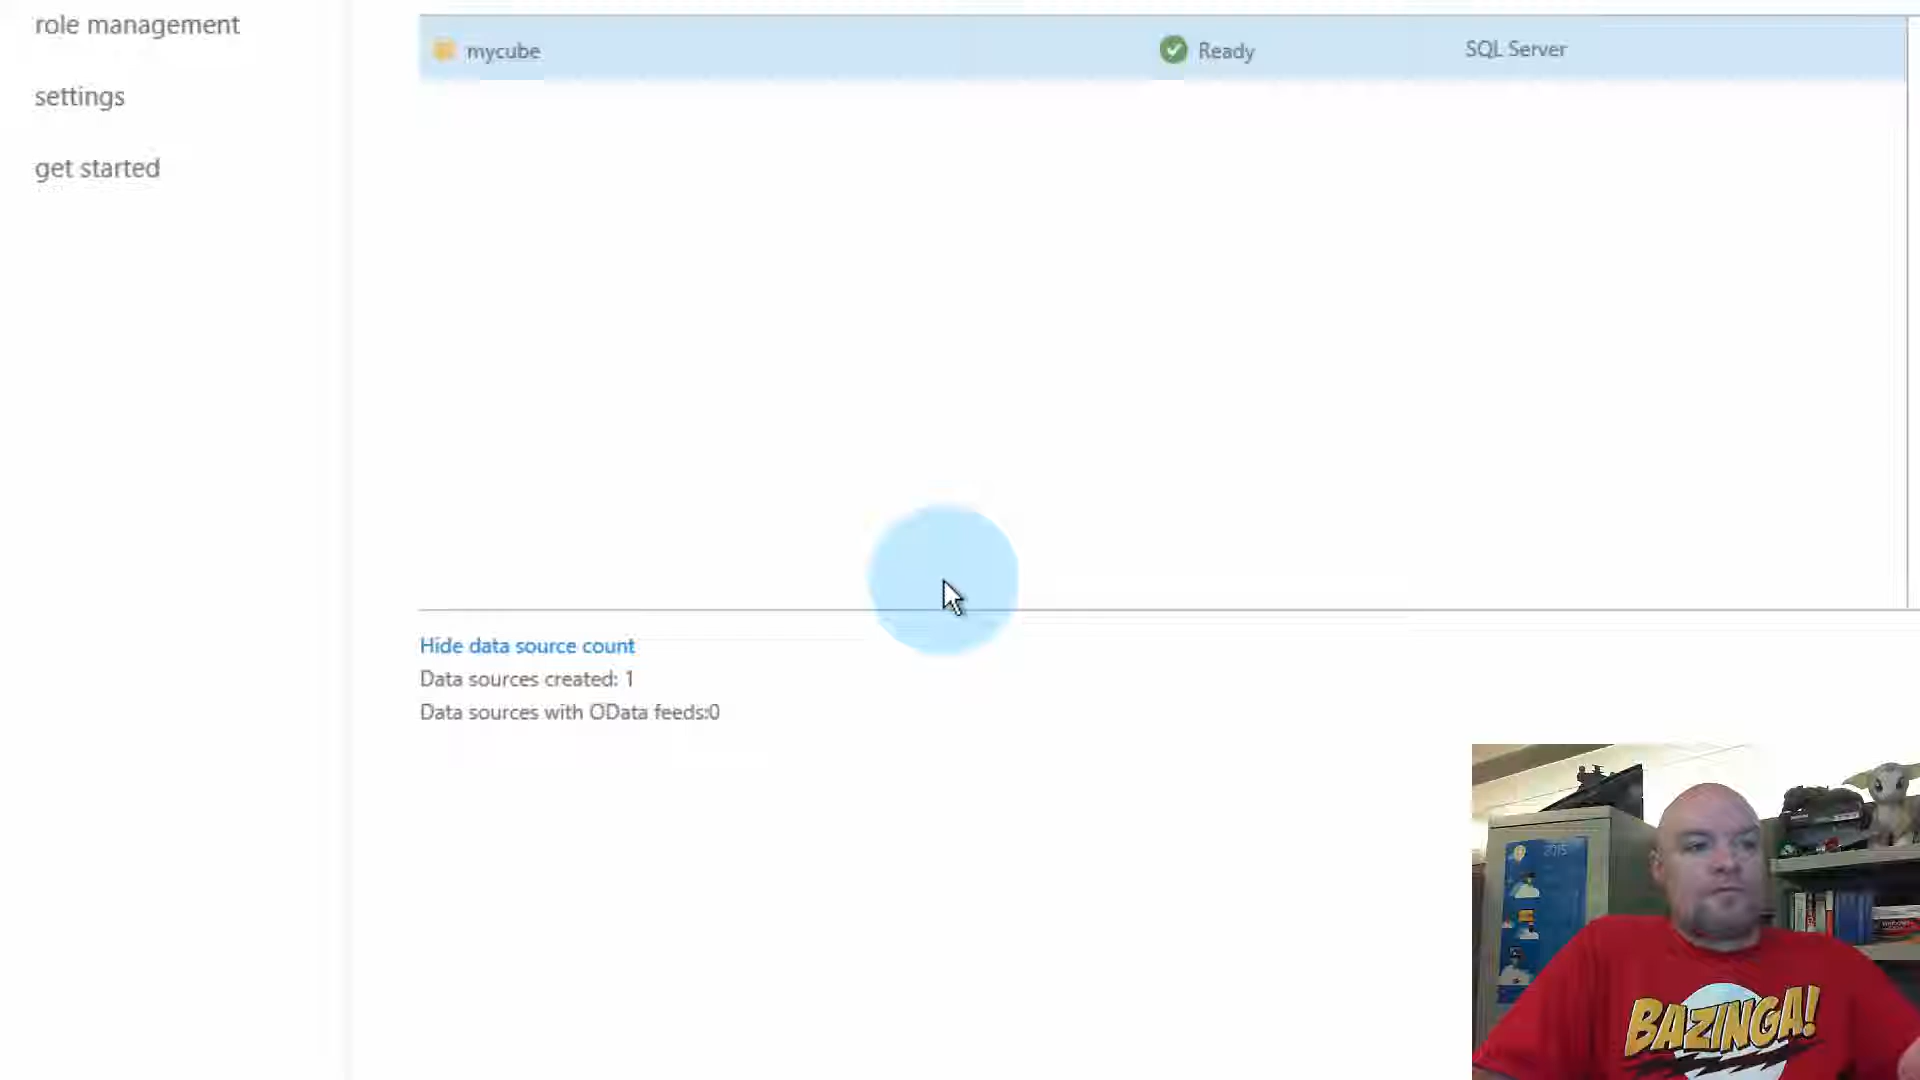 role management
settings
get started
mycube
Ready
SQL Server
Hide data source count
Data sources created: 1
Data sources with OData feeds:0
2015
BAZINGA!